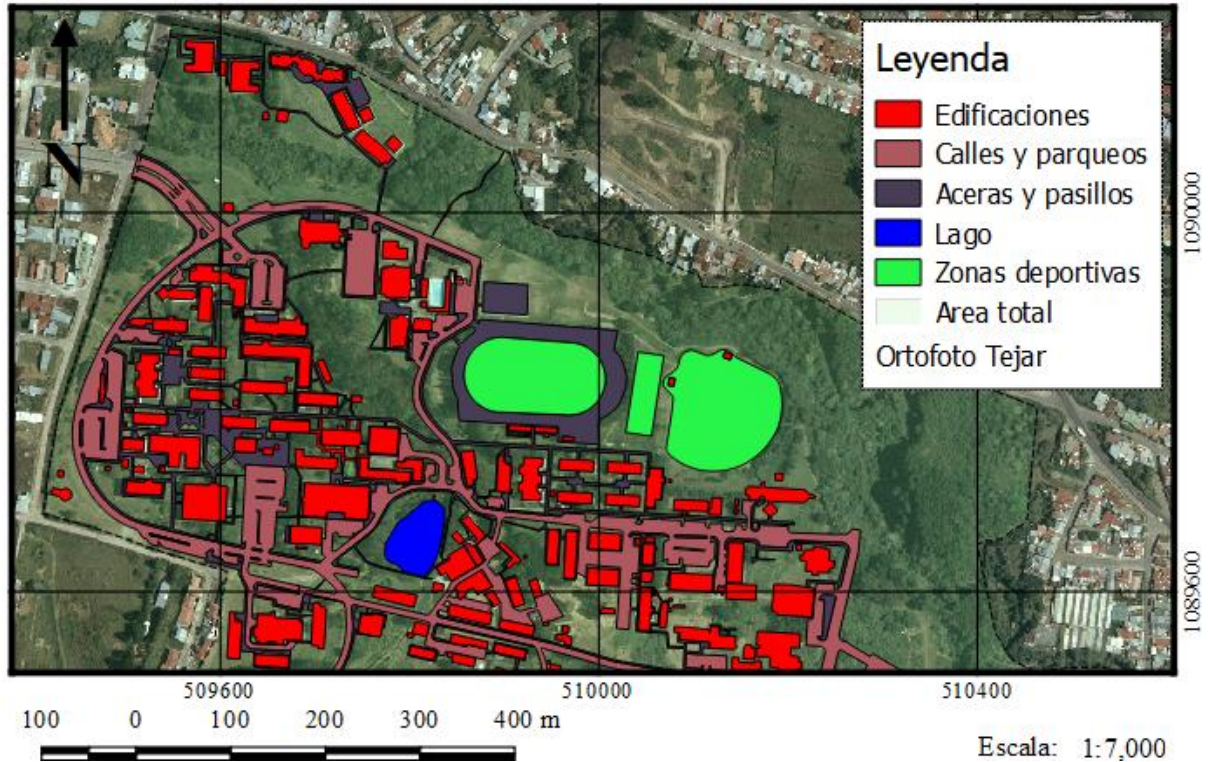 Leyenda
Edificaciones
Calles y parqueos
Aceras y pasillos
Lago
Zonas deportivas
Area total
Ortofoto Tejar
N
1090000
1089600
509600 510000 510400
100 0 100 200 300 400 m
Escala: 1:7,000